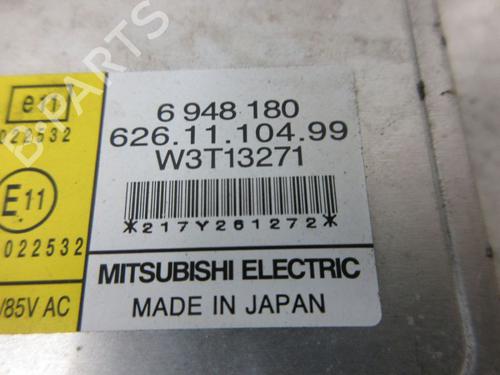 e11
022532
E11
022532
/85V AC
6 948 180
626.11.104.99
W3T13271
*217Y261272*
MITSUBISHI ELECTRIC
MADE IN JAPAN
B-Parts